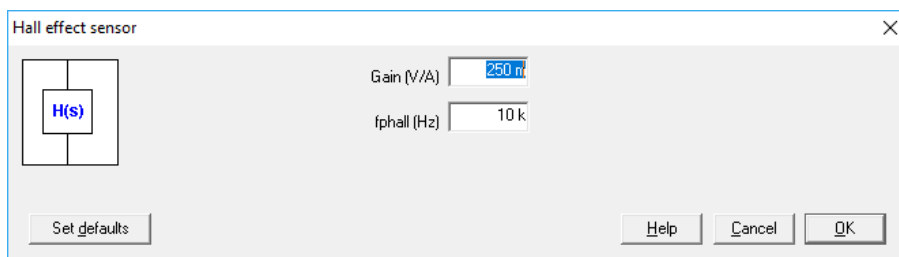 Hall effect sensor
Gain (V/A) 250 m
H(s)
fphall (Hz) 10 k
Set defaults Help Cancel OK